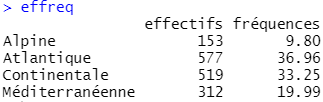 > effreq
effectifs fréquences
Alpine 153 9.80
Atlantique 577 36.96
Continentale 519 33.25
Méditerranéenne 312 19.99